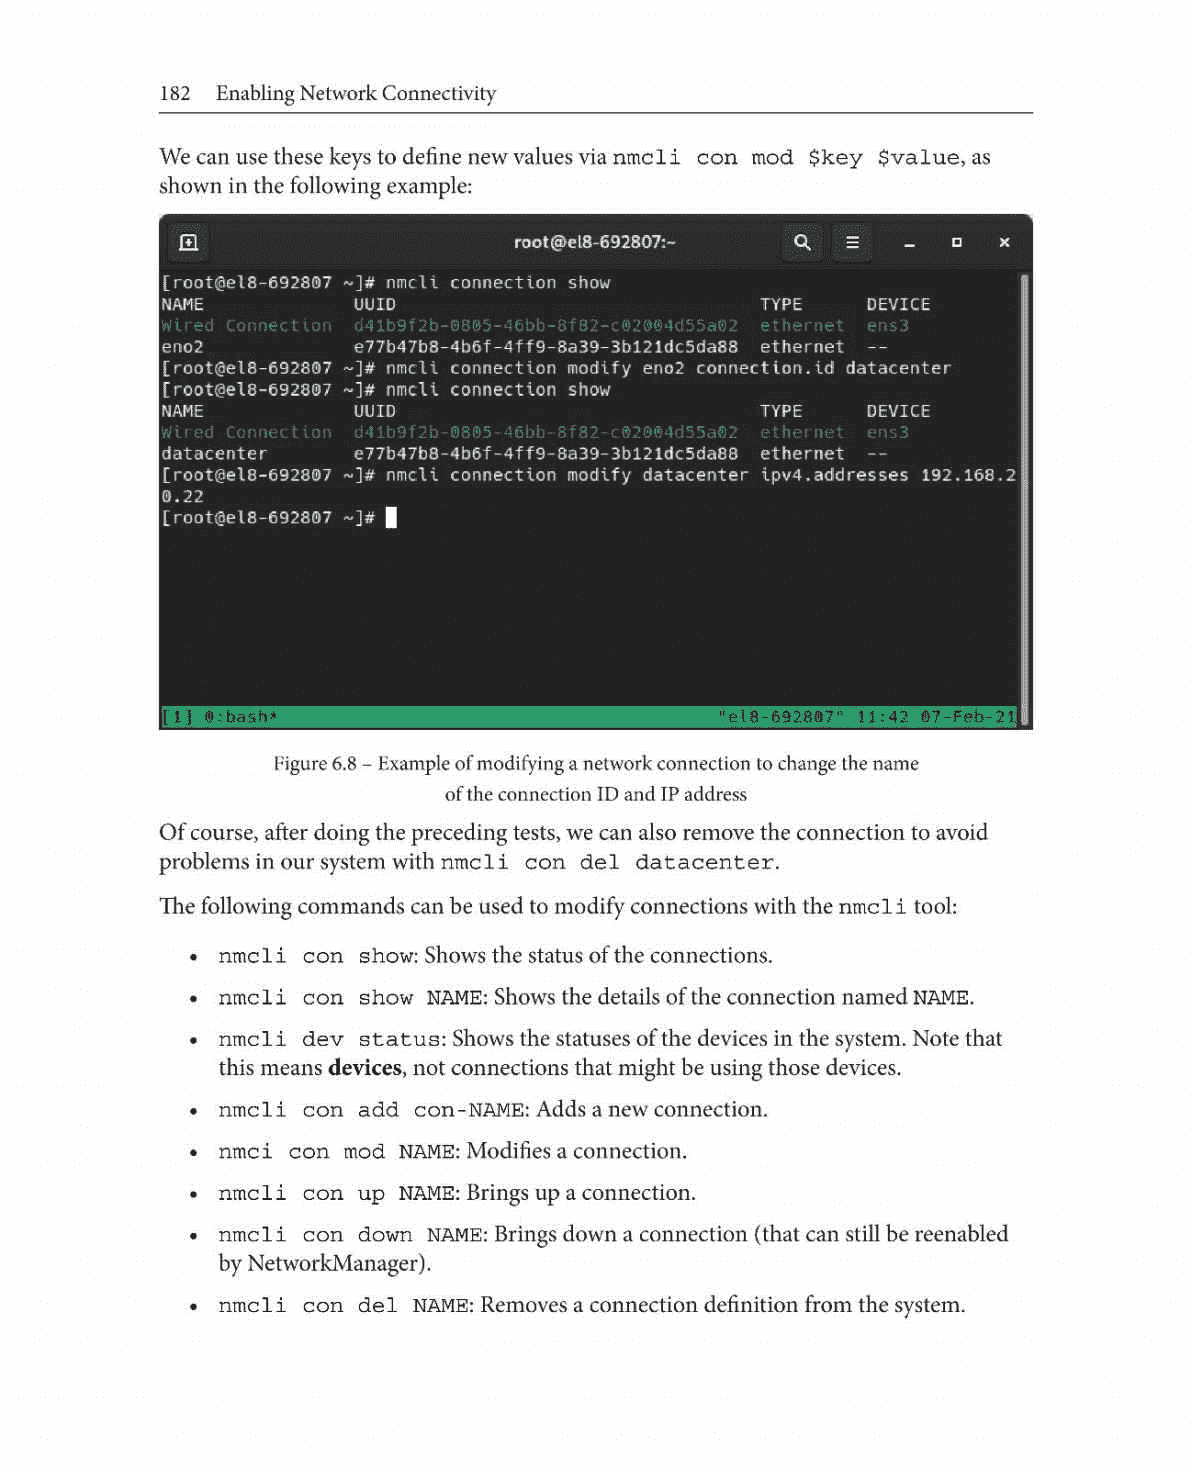 182 Enabling Network Connectivity
We can use these keys to define new values via nmcli con mod $key $value, as
shown in the following example:
root@el8-692807:~
[root@el8-692807 ~]# nmcli connection show
NAME UUID TYPE DEVICE
Wired Connection d41b9f2b-0805-46bb-8f82-c02004d55a02 ethernet ens3
eno2 e77b47b8-4b6f-4ff9-8a39-3b121dc5da88 ethernet --
[root@el8-692807 ~]# nmcli connection modify eno2 connection.id datacenter
[root@el8-692807 ~]# nmcli connection show
NAME UUID TYPE DEVICE
Wired Connection d41b9f2b-0805-46bb-8f82-c02004d55a02 ethernet ens3
datacenter e77b47b8-4b6f-4ff9-8a39-3b121dc5da88 ethernet --
[root@el8-692807 ~]# nmcli connection modify datacenter ipv4.addresses 192.168.2
0.22
[root@el8-692807 ~]#
[1] 0:bash* "el8-692807" 11:42 07-Feb-21
Figure 6.8 – Example of modifying a network connection to change the name
of the connection ID and IP address
Of course, after doing the preceding tests, we can also remove the connection to avoid
problems in our system with nmcli con del datacenter.
The following commands can be used to modify connections with the nmcli tool:
• nmcli con show: Shows the status of the connections.
• nmcli con show NAME: Shows the details of the connection named NAME.
• nmcli dev status: Shows the statuses of the devices in the system. Note that
this means devices, not connections that might be using those devices.
• nmcli con add con-NAME: Adds a new connection.
• nmci con mod NAME: Modifies a connection.
• nmcli con up NAME: Brings up a connection.
• nmcli con down NAME: Brings down a connection (that can still be reenabled
by NetworkManager).
• nmcli con del NAME: Removes a connection definition from the system.